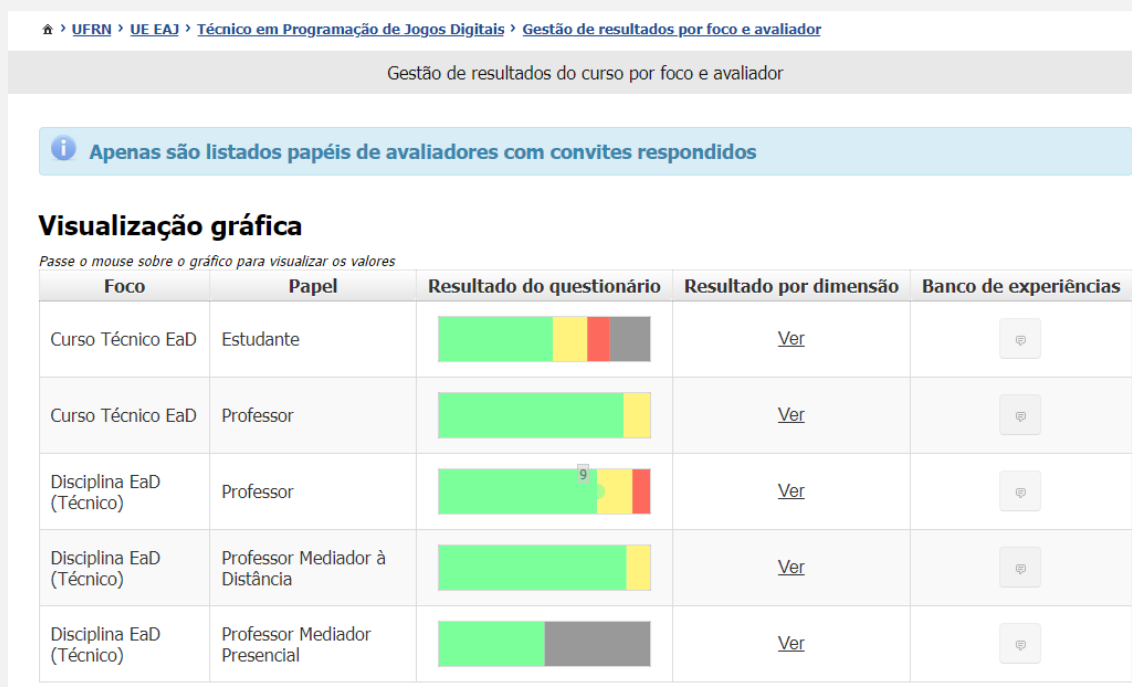 UFRN › UE EAJ › Técnico em Programação de Jogos Digitais › Gestão de resultados por foco e avaliador
Gestão de resultados do curso por foco e avaliador
Apenas são listados papéis de avaliadores com convites respondidos
Visualização gráfica
Passe o mouse sobre o gráfico para visualizar os valores
Foco Papel Resultado do questionário Resultado por dimensão Banco de experiências
Curso Técnico EaD Estudante Ver
Curso Técnico EaD Professor Ver
9
Disciplina EaD
(Técnico) Professor Ver
Disciplina EaD
(Técnico) Professor Mediador à
Distância Ver
Disciplina EaD
(Técnico) Professor Mediador
Presencial Ver